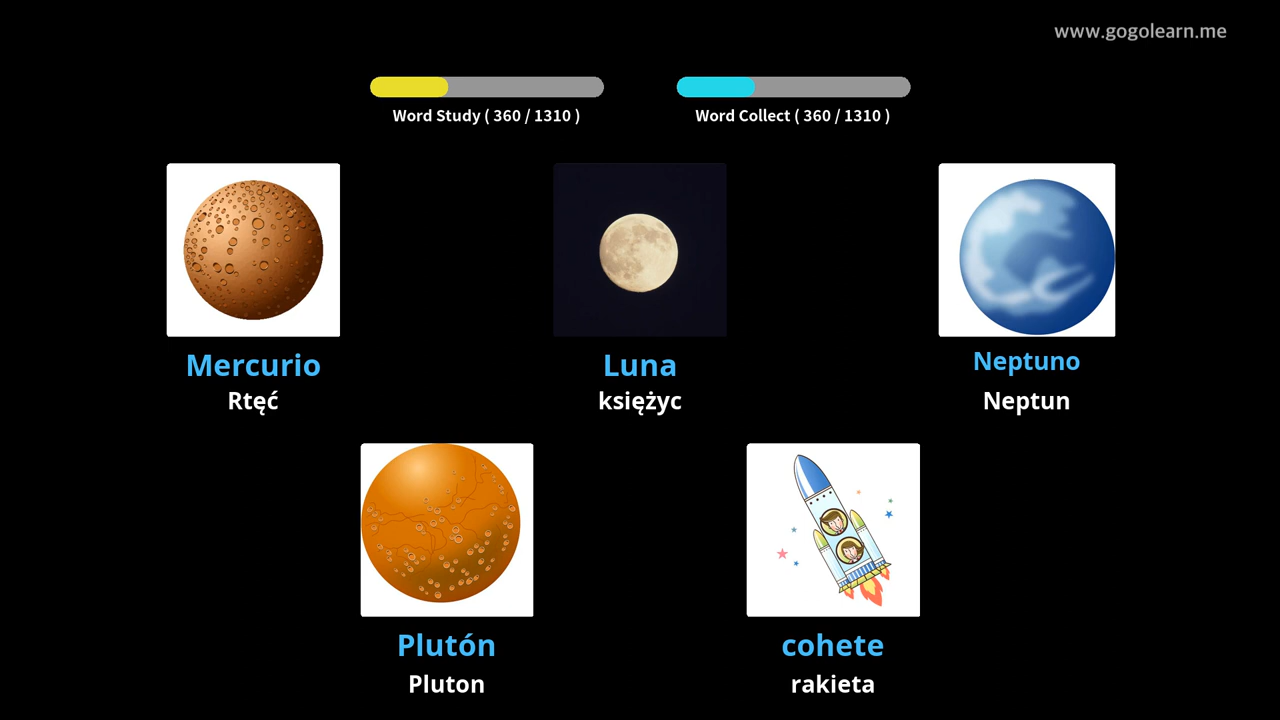 www.gogolearn.me
Word Study ( 360 / 1310 )
Word Collect ( 360 / 1310 )
Mercurio
Rtęć
Luna
księżyc
Neptuno
Neptun
Plutón
Pluton
cohete
rakieta